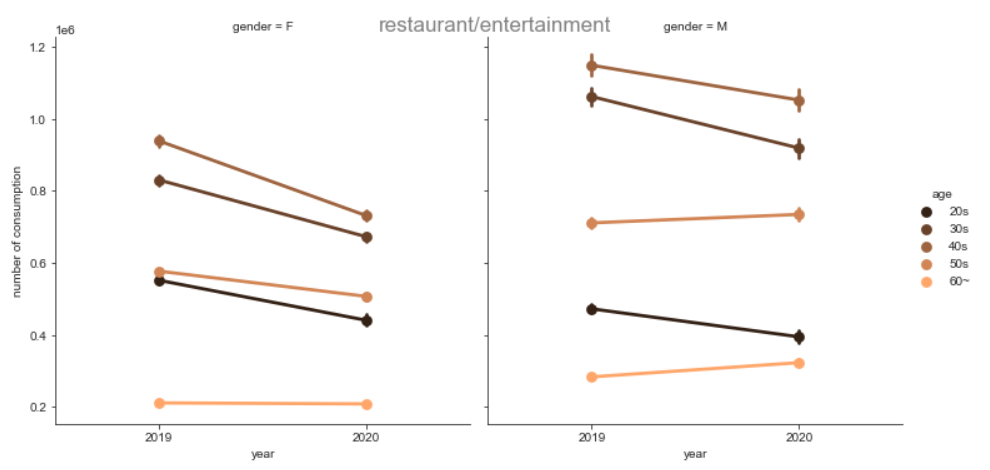 restaurant/entertainment
gender = F
gender = M
1e6
1.2
1.0
0.8
0.6
0.4
0.2
number of consumption
2019
2020
year
2019
2020
year
age
20s
30s
40s
50s
60~